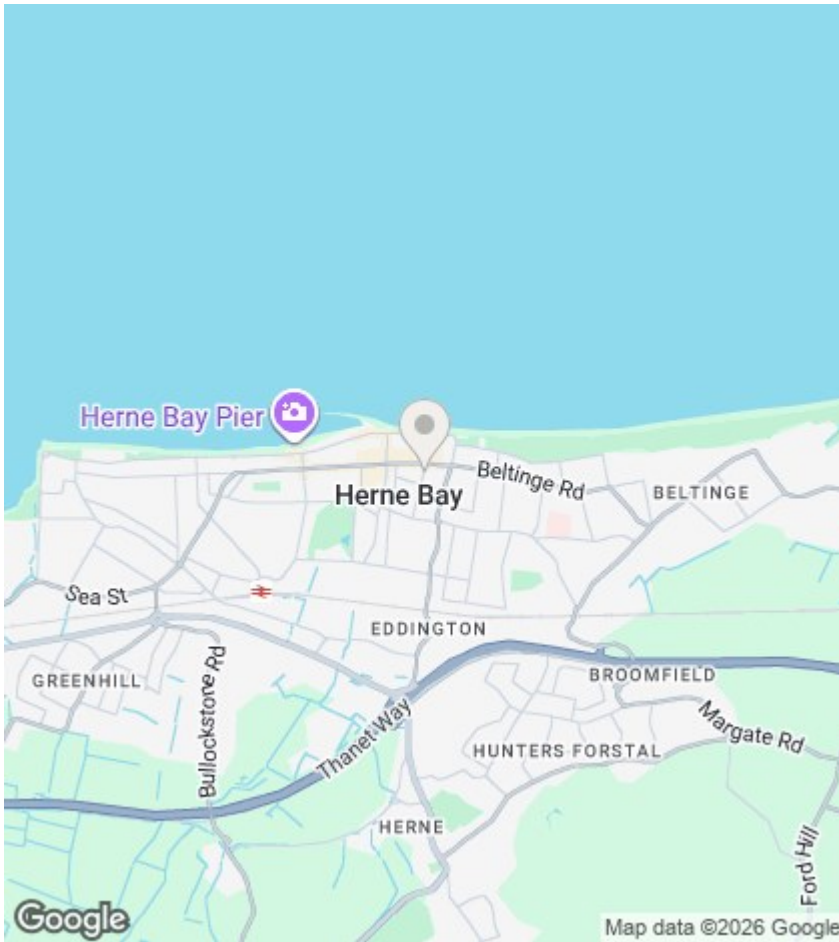 Herne Bay Pier
Beltinge Rd
BELTINGE
Herne Bay
Sea St
EDDINGTON
GREENHILL
Bullockstone Rd
BROOMFIELD
Thanet Way
Margate Rd
HUNTERS FORSTAL
HERNE
Ford Hill
Google
Map data ©2026 Google